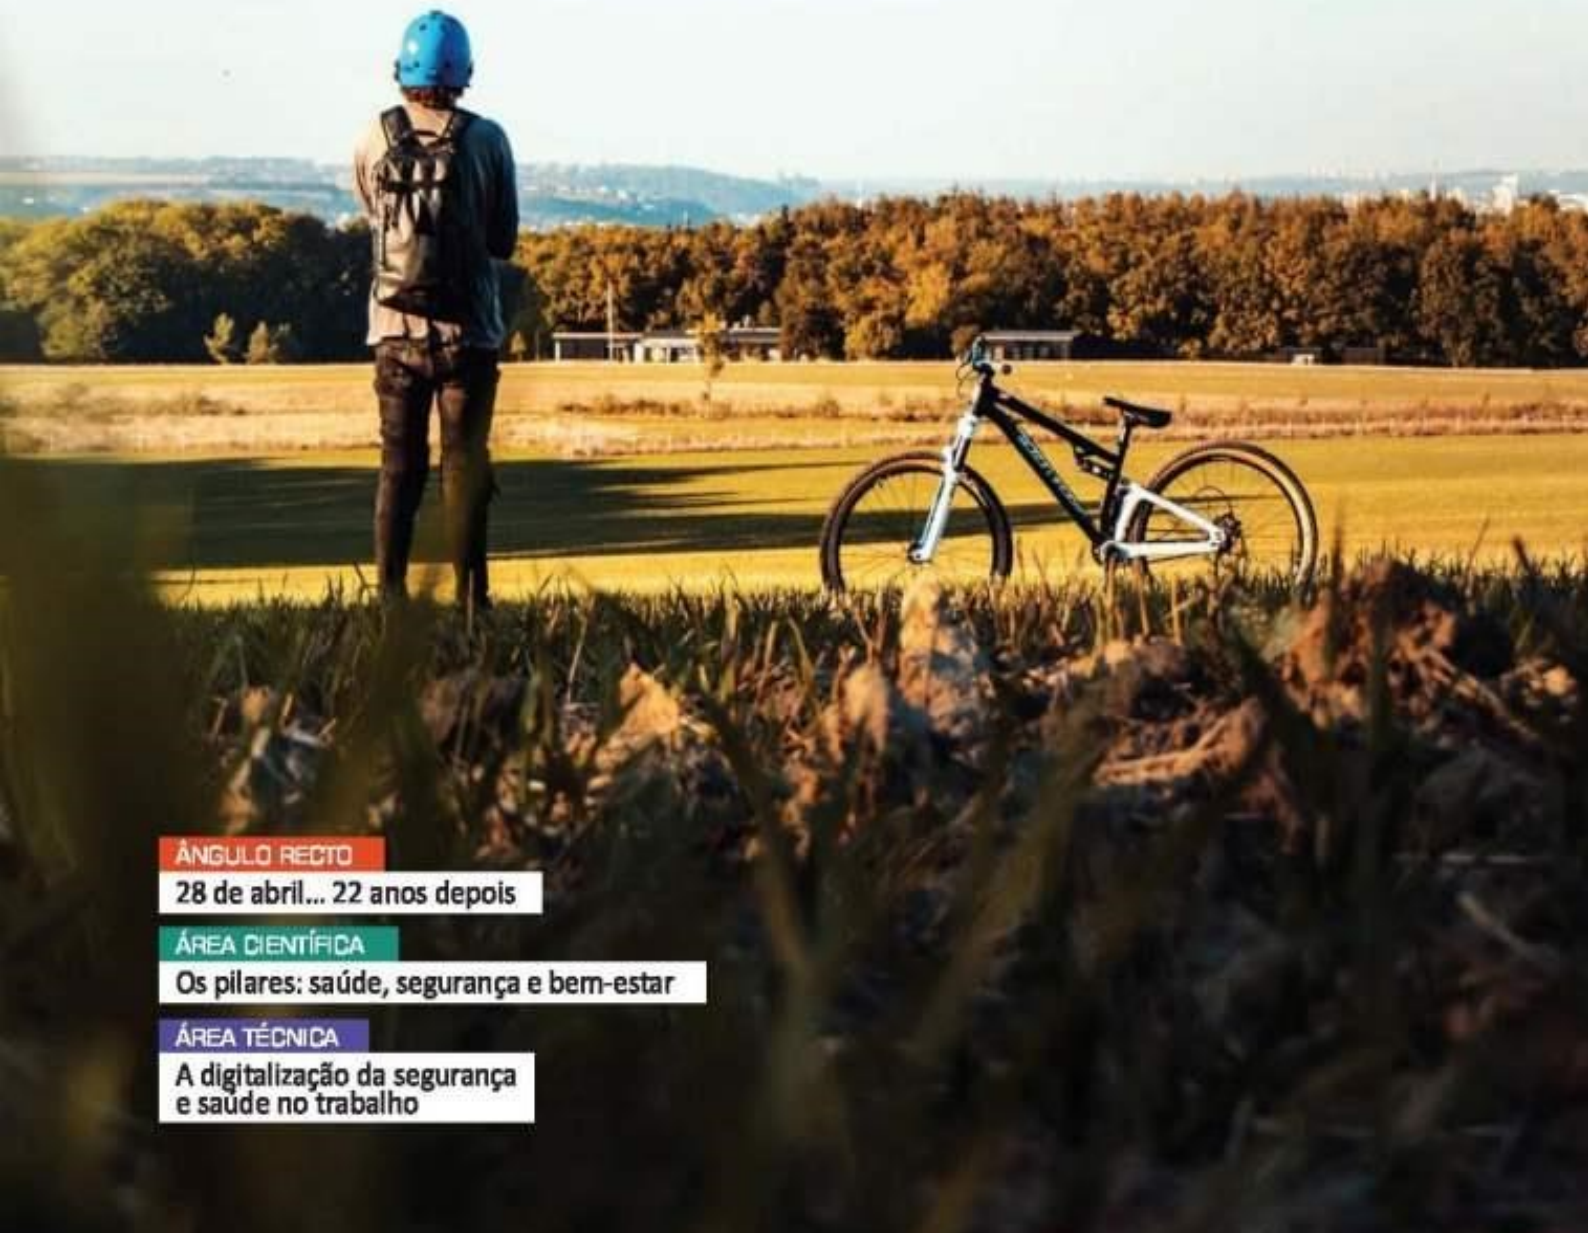 ÂNGULO RECTO
28 de abril... 22 anos depois
ÁREA CIENTÍFICA
Os pilares: saúde, segurança e bem-estar
ÁREA TÉCNICA
A digitalização da segurança
e saúde no trabalho